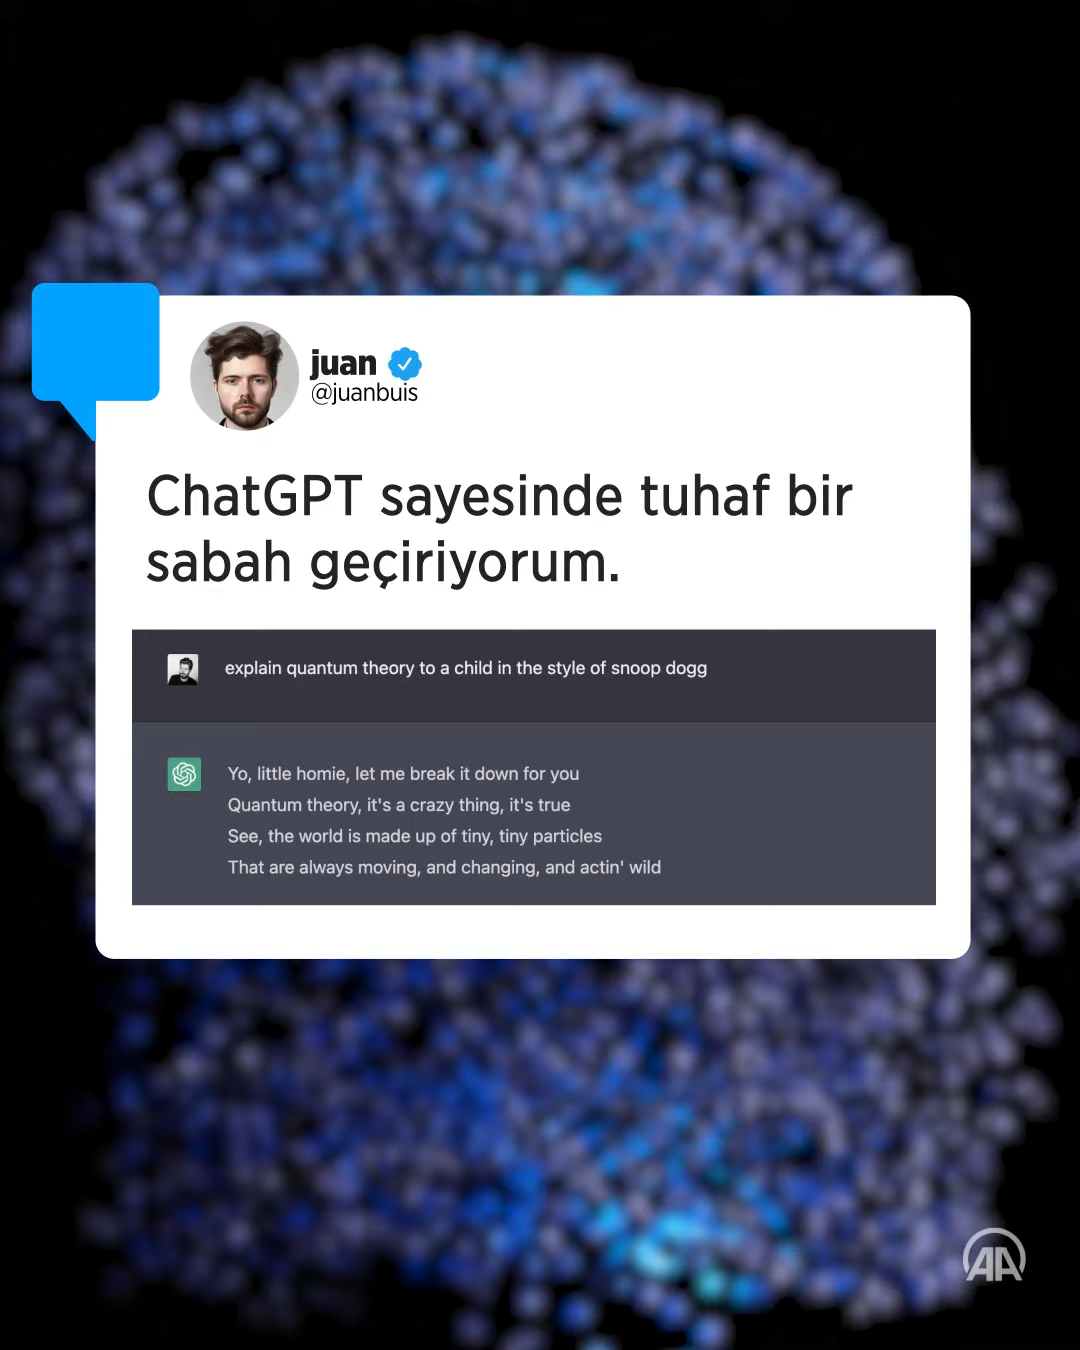 juan
@juanbuis
ChatGPT sayesinde tuhaf bir
sabah geçiriyorum.
explain quantum theory to a child in the style of snoop dogg
Yo, little homie, let me break it down for you
Quantum theory, it's a crazy thing, it's true
See, the world is made up of tiny, tiny particles
That are always moving, and changing, and actin' wild
AA